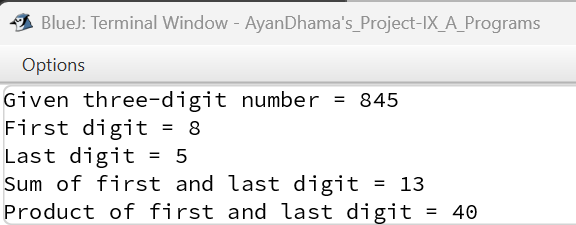 BlueJ: Terminal Window - AyanDhama's_Project-IX_A_Programs
Options
Given three-digit number = 845
First digit = 8
Last digit = 5
Sum of first and last digit = 13
Product of first and last digit = 40